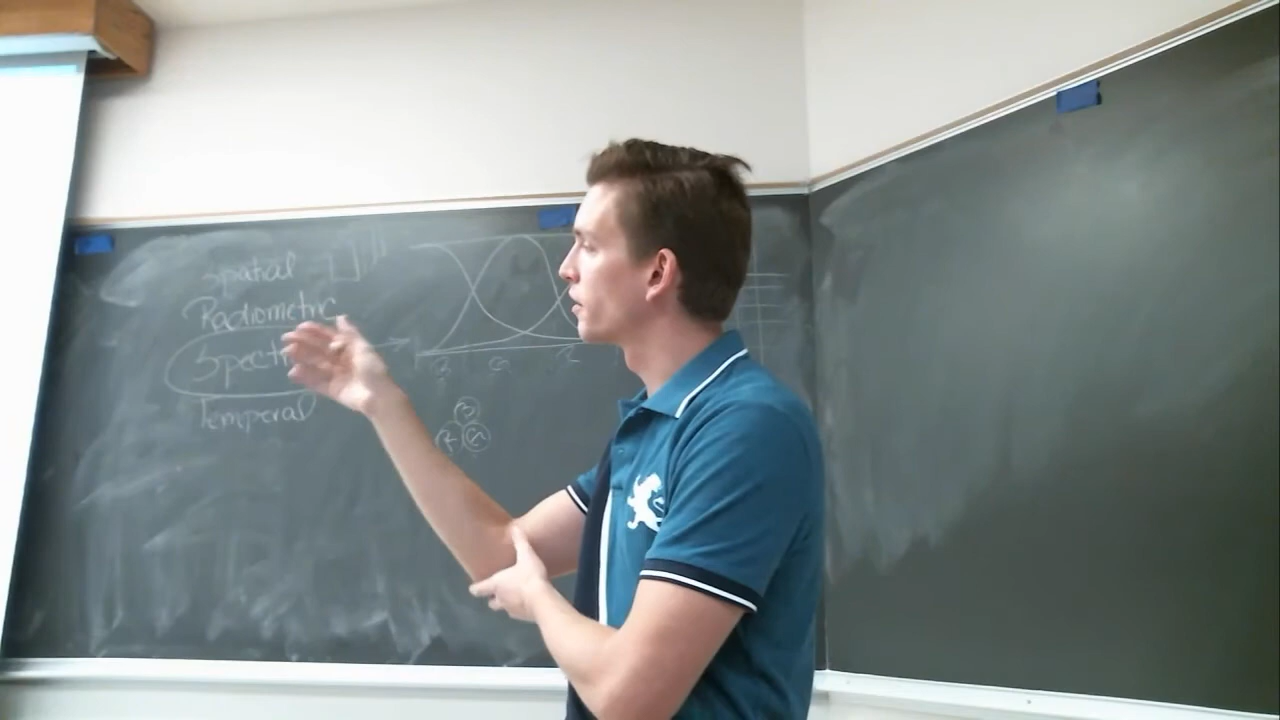 Spatial
Radiometric
Spect
Temporal
B G R
B
R G